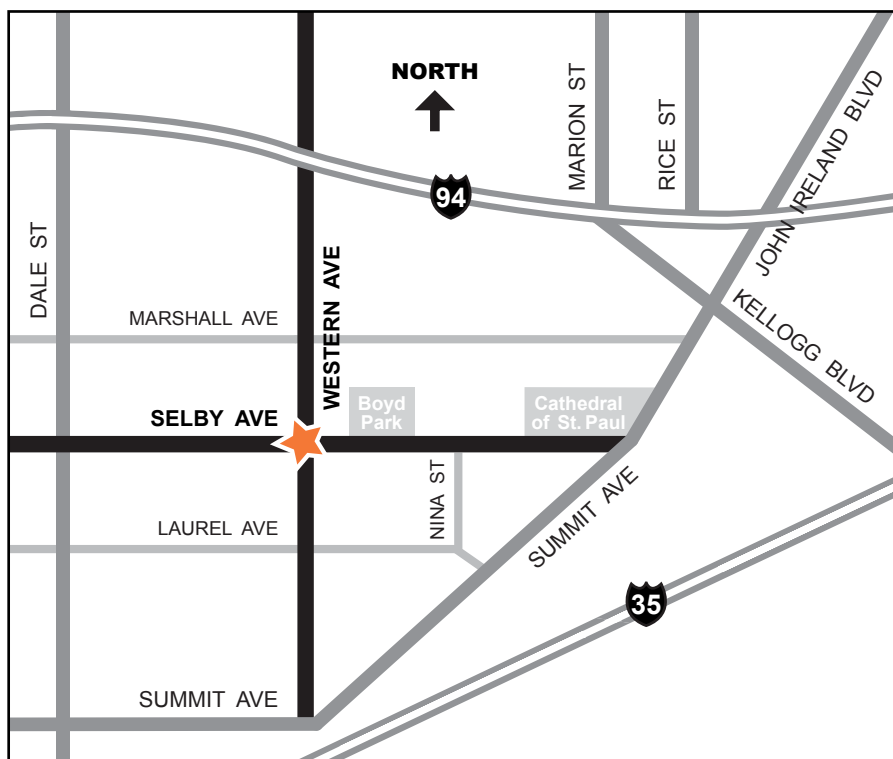 NORTH
MARION ST
RICE ST
JOHN IRELAND BLVD
94
DALE ST
WESTERN AVE
MARSHALL AVE
KELLOGG BLVD
SELBY AVE
Boyd
Park
Cathedral
of St. Paul
NINA ST
LAUREL AVE
SUMMIT AVE
35
SUMMIT AVE